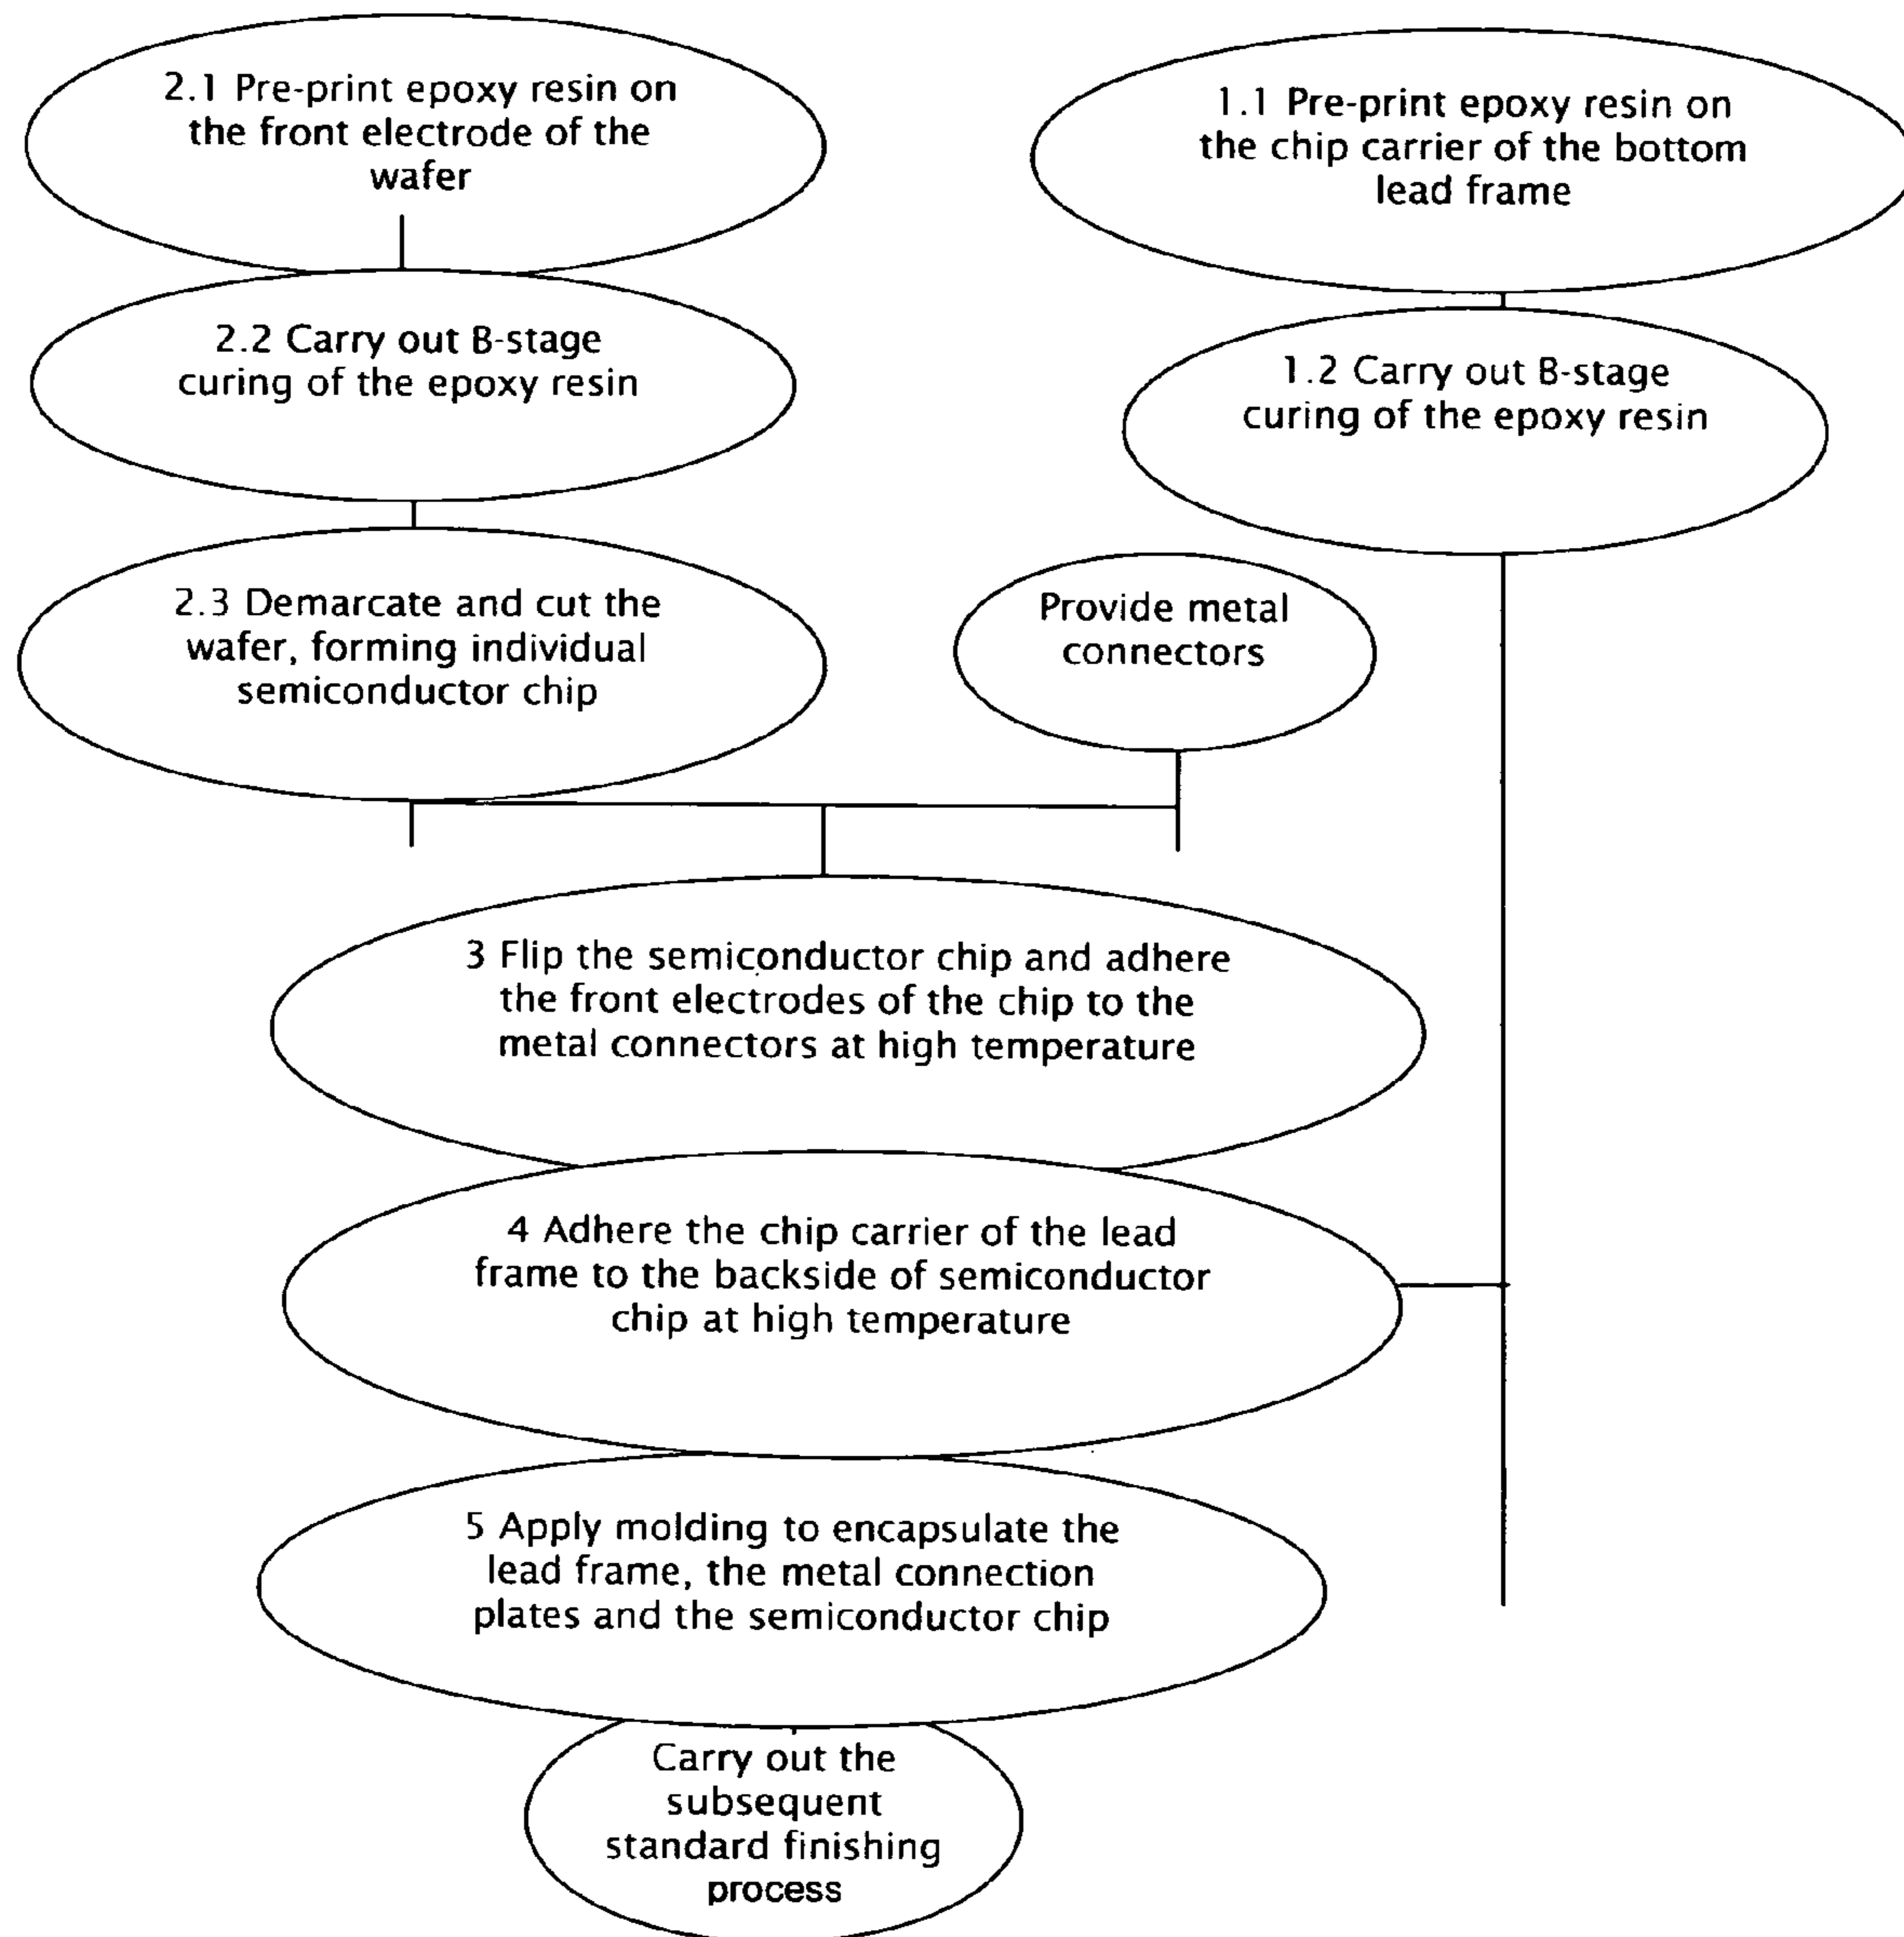 2.1 Pre-print epoxy resin on
the front electrode of the
wafer
1.1 Pre-print epoxy resin on
the chip carrier of the bottom
lead frame
2.2 Carry out B-stage
curing of the epoxy resin
1.2 Carry out B-stage
curing of the epoxy resin
2.3 Demarcate and cut the
wafer, forming individual
semiconductor chip
Provide metal
connectors
3 Flip the semiconductor chip and adhere
the front electrodes of the chip to the
metal connectors at high temperature
4 Adhere the chip carrier of the lead
frame to the backside of semiconductor
chip at high temperature
5 Apply molding to encapsulate the
lead frame, the metal connection
plates and the semiconductor chip
Carry out the
subsequent
standard finishing
process